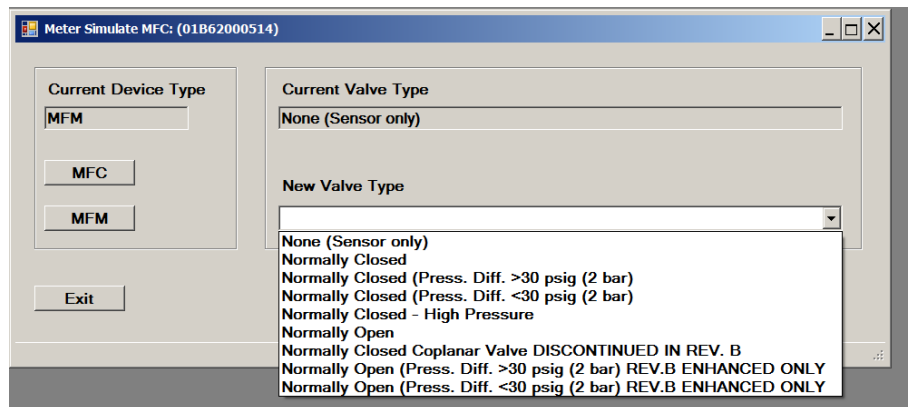 Meter Simulate MFC: (01B62000514)
Current Device Type
MFM
MFC
MFM
Exit
Current Valve Type
None (Sensor only)
New Valve Type
None (Sensor only)
Normally Closed
Normally Closed (Press. Diff. >30 psig (2 bar)
Normally Closed (Press. Diff. <30 psig (2 bar)
Normally Closed - High Pressure
Normally Open
Normally Closed Coplanar Valve DISCONTINUED IN REV. B
Normally Open (Press. Diff. >30 psig (2 bar) REV.B ENHANCED ONLY
Normally Open (Press. Diff. <30 psig (2 bar) REV.B ENHANCED ONLY